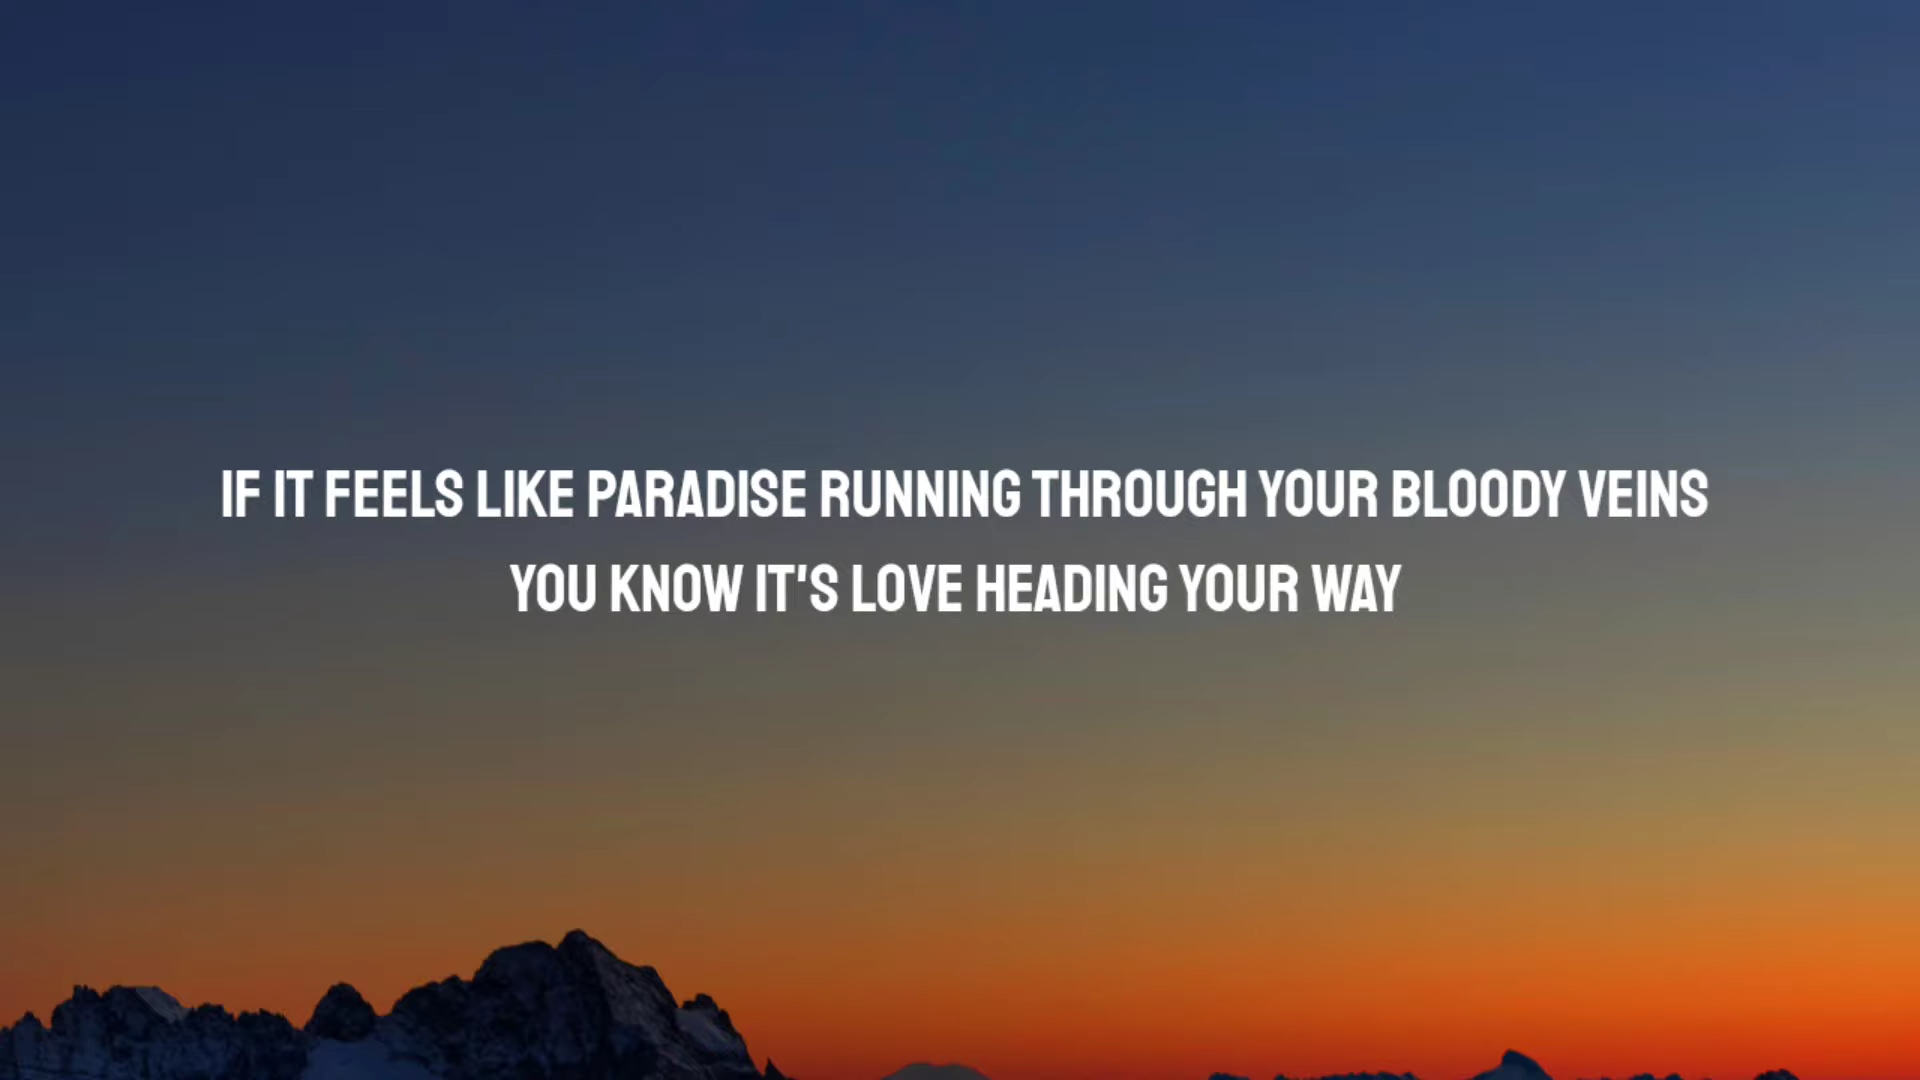 IF IT FEELS LIKE PARADISE RUNNING THROUGH YOUR BLOODY VEINS
YOU KNOW IT'S LOVE HEADING YOUR WAY